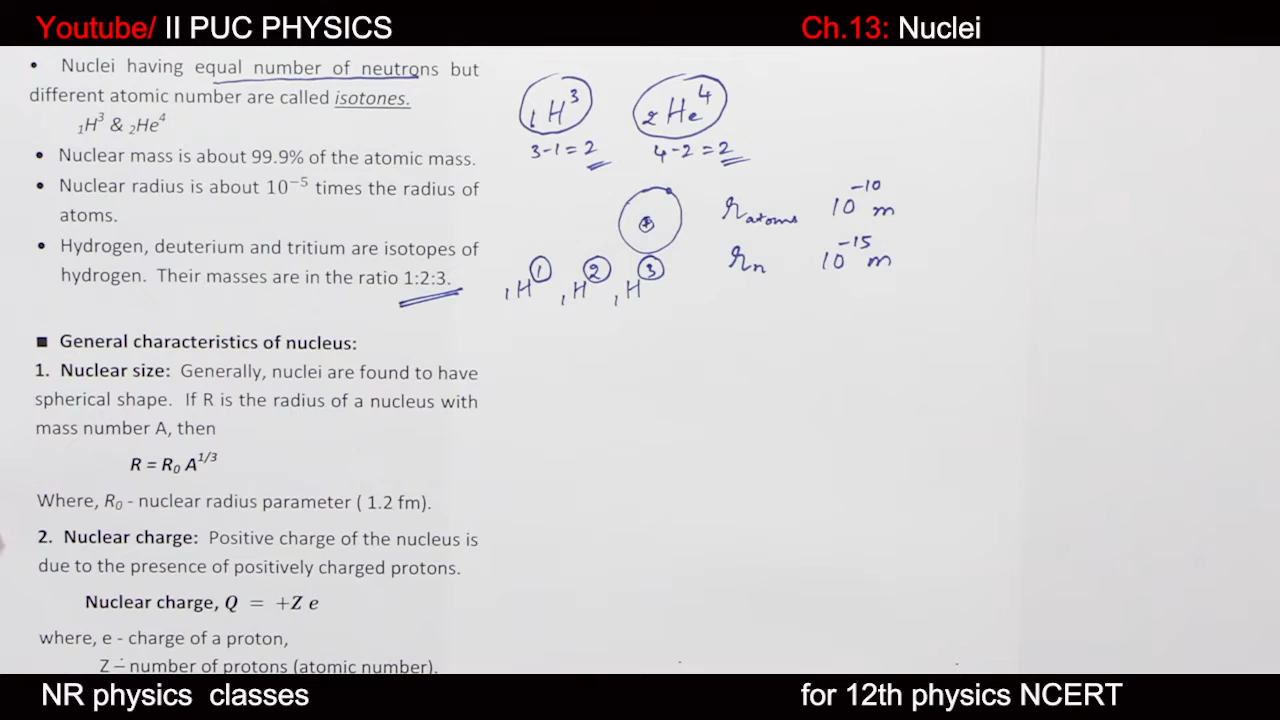 Youtube/ II PUC PHYSICS
Ch.13: Nuclei
• Nuclei having equal number of neutrons but
different atomic number are called isotones.
₁H³ & ₂He⁴
• Nuclear mass is about 99.9% of the atomic mass.
• Nuclear radius is about 10⁻⁵ times the radius of
atoms.
• Hydrogen, deuterium and tritium are isotopes of
hydrogen. Their masses are in the ratio 1:2:3.
■ General characteristics of nucleus:
1. Nuclear size: Generally, nuclei are found to have
spherical shape. If R is the radius of a nucleus with
mass number A, then
R = R₀ A¹ᐟ³
Where, R₀ - nuclear radius parameter ( 1.2 fm).
2. Nuclear charge: Positive charge of the nucleus is
due to the presence of positively charged protons.
Nuclear charge, Q = +Z e
where, e - charge of a proton,
Z – number of protons (atomic number).
₁H³ ₂He⁴
3-1=2 4-2=2
+
r atoms 10⁻¹⁰ m
rₙ 10⁻¹⁵ m
₁H¹ ₁H² ₁H³
NR physics classes
for 12th physics NCERT